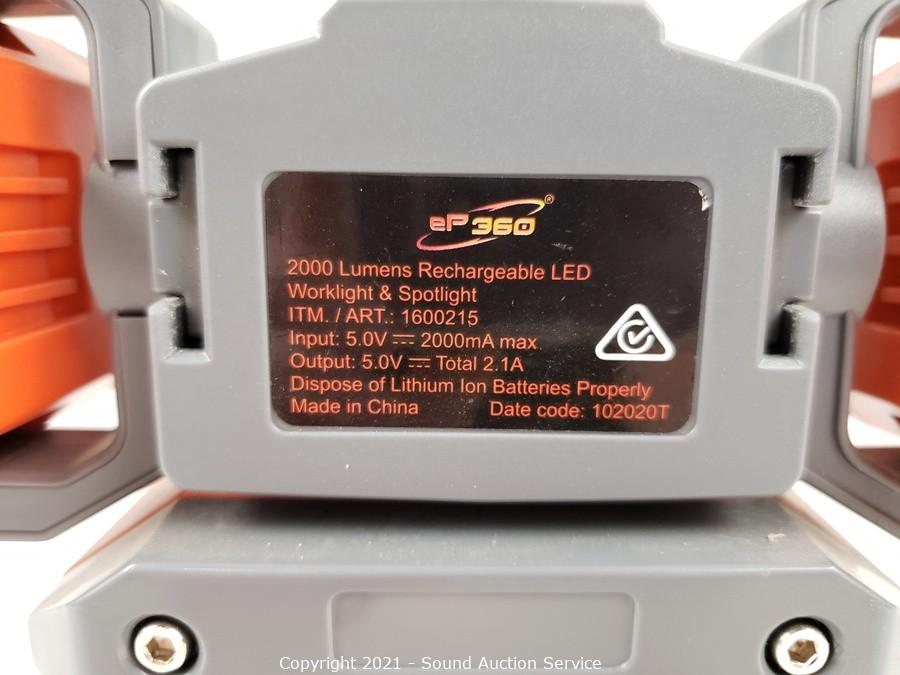 eP360®
2000 Lumens Rechargeable LED
Worklight & Spotlight
ITM. / ART.: 1600215
Input: 5.0V ⎓ 2000mA max
Output: 5.0V ⎓ Total 2.1A
Dispose of Lithium Ion Batteries Properly
Made in China Date code: 102020T
Copyright 2021 - Sound Auction Service